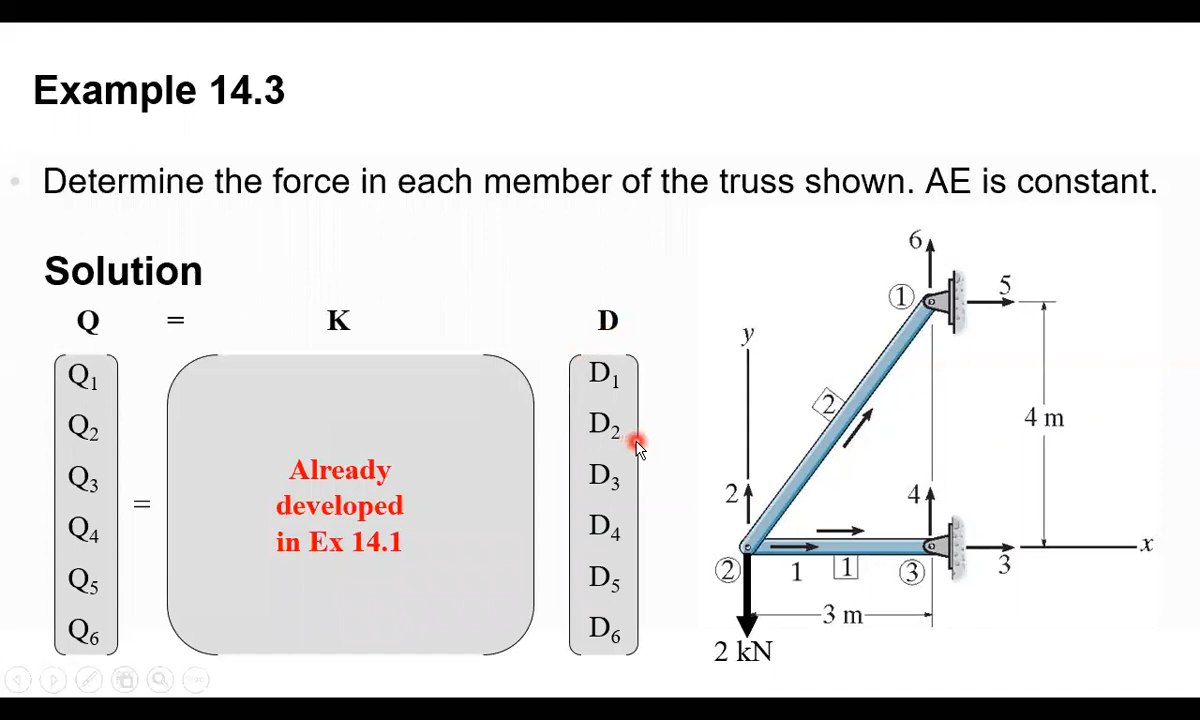 Example 14.3
• Determine the force in each member of the truss shown. AE is constant.
Solution
Q = K D
Q1
Q2
Q3
Q4
Q5
Q6
=
Already
developed
in Ex 14.1
D1
D2
D3
D4
D5
D6
6
1
5
y
2
4 m
2
4
x
2
1
1
3
3
3 m
2 kN